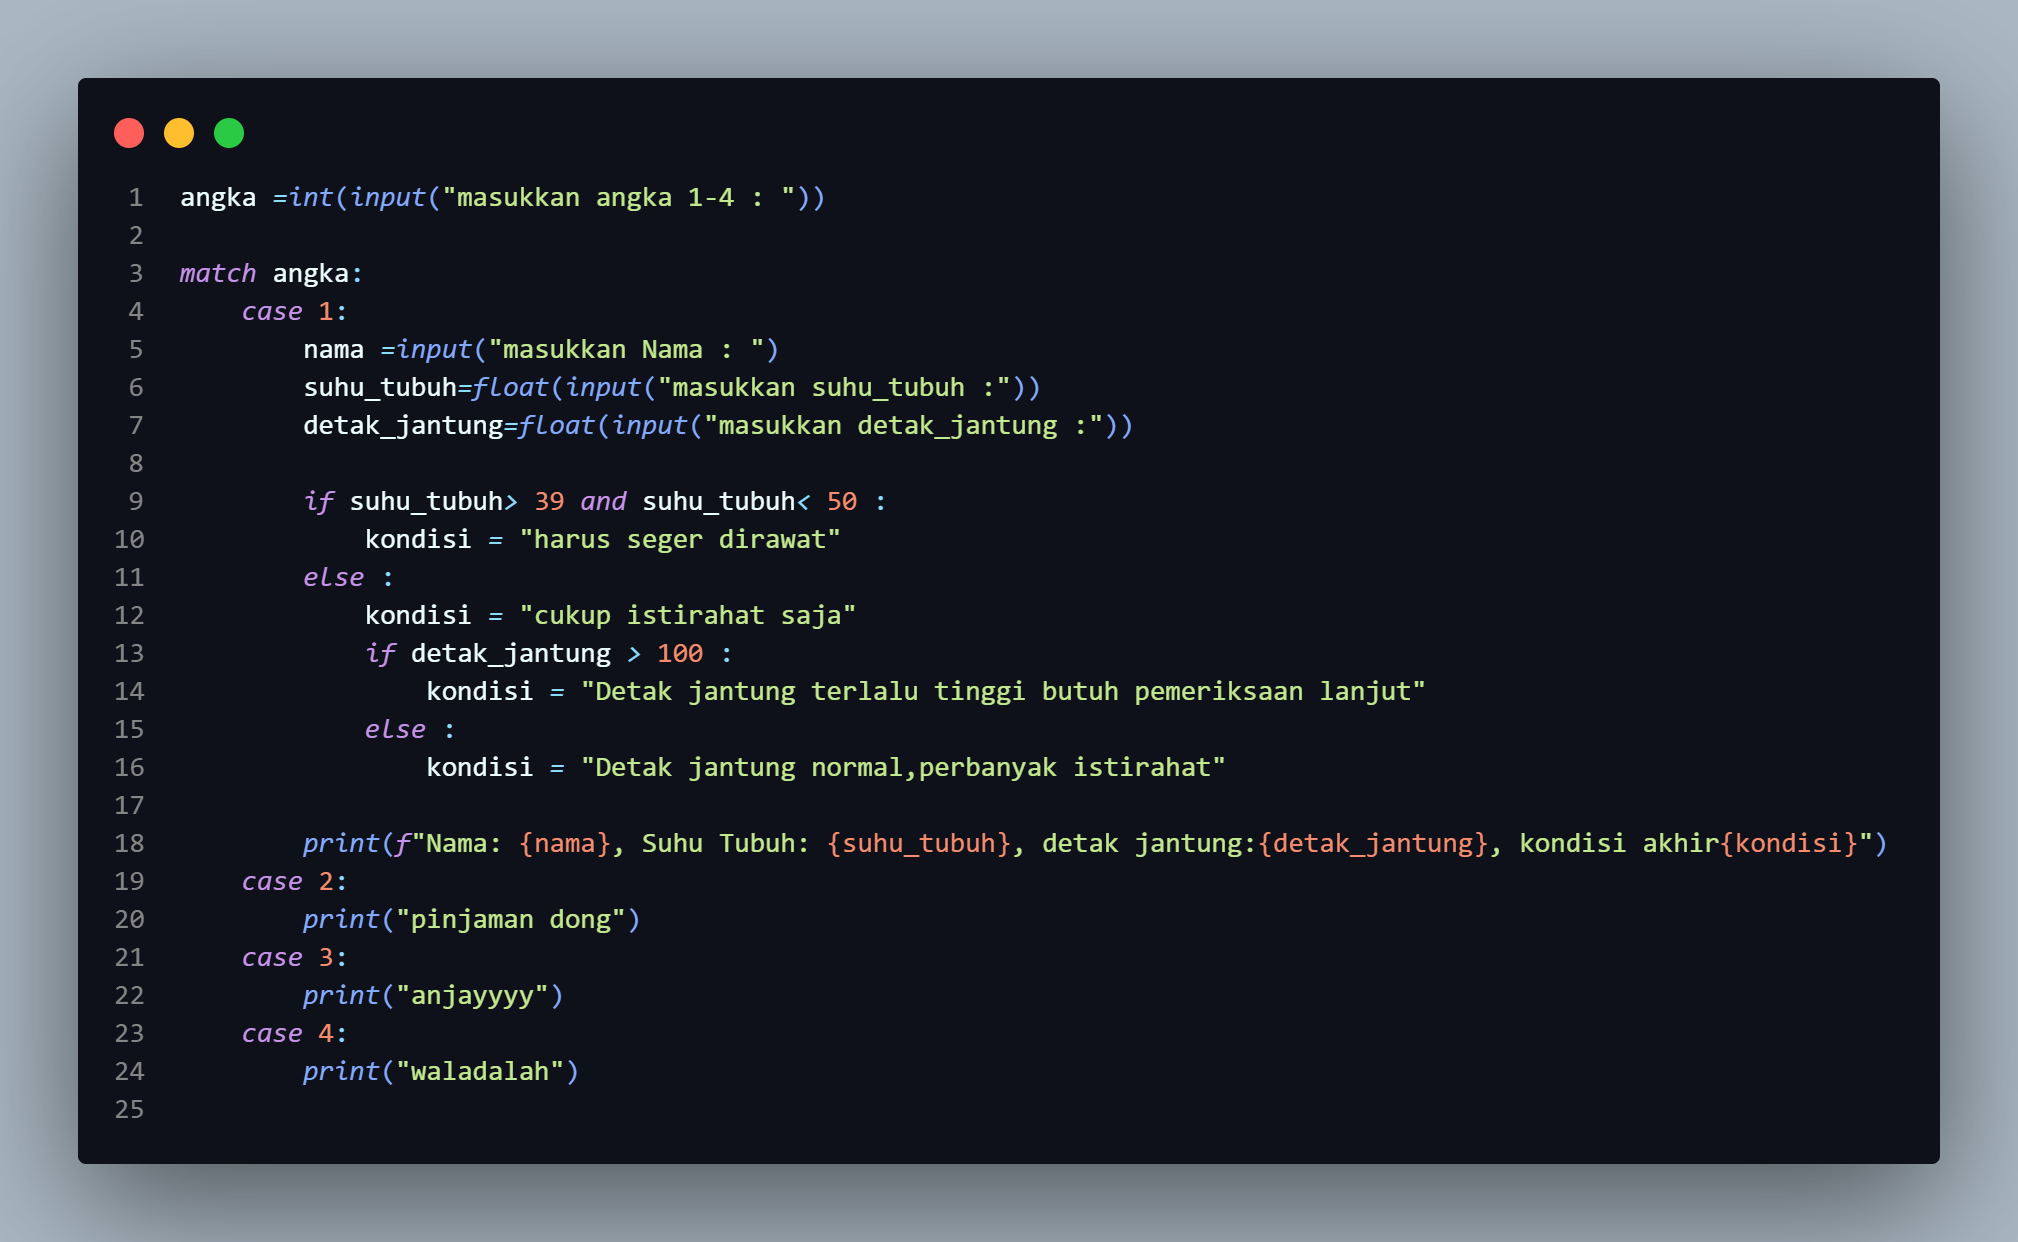 1 angka =int(input("masukkan angka 1-4 : "))
2
3 match angka:
4     case 1:
5         nama =input("masukkan Nama : ")
6         suhu_tubuh=float(input("masukkan suhu_tubuh :"))
7         detak_jantung=float(input("masukkan detak_jantung :"))
8
9         if suhu_tubuh> 39 and suhu_tubuh< 50 :
10             kondisi = "harus seger dirawat"
11         else :
12             kondisi = "cukup istirahat saja"
13             if detak_jantung > 100 :
14                 kondisi = "Detak jantung terlalu tinggi butuh pemeriksaan lanjut"
15             else :
16                 kondisi = "Detak jantung normal,perbanyak istirahat"
17
18         print(f"Nama: {nama}, Suhu Tubuh: {suhu_tubuh}, detak jantung:{detak_jantung}, kondisi akhir{kondisi}")
19     case 2:
20         print("pinjaman dong")
21     case 3:
22         print("anjayyyy")
23     case 4:
24         print("waladalah")
25